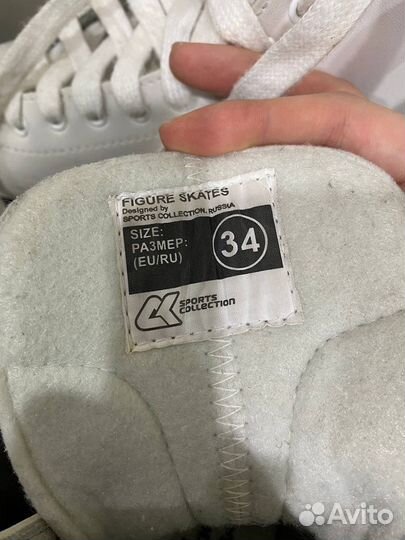 FIGURE SKATES
Designed by
SPORTS COLLECTION, RUSSIA
SIZE:
РАЗМЕР:
(EU/RU)
34
SPORTS
COLLECTION
Avito